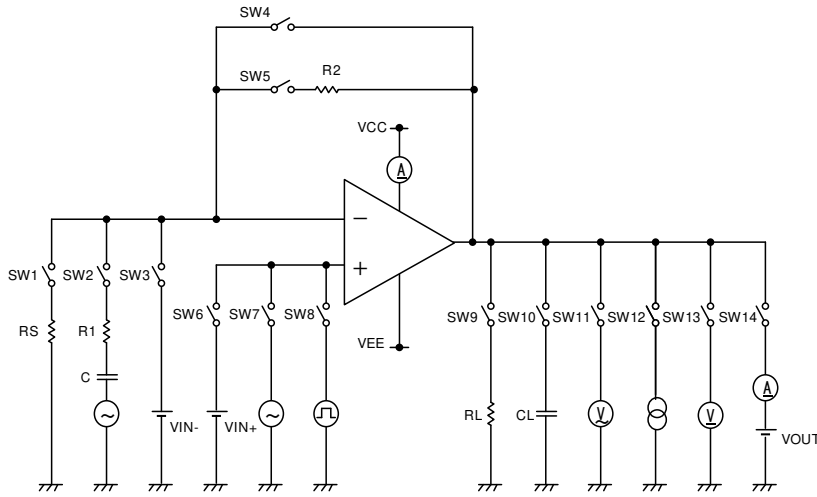 SW4
SW5
R2
VCC
A
−
+
SW1
SW2
SW3
SW6
SW7
SW8
SW9
SW10
SW11
SW12
SW13
SW14
RS
R1
VEE
C
A
RL
CL
V
V
VIN-
VIN+
VOUT